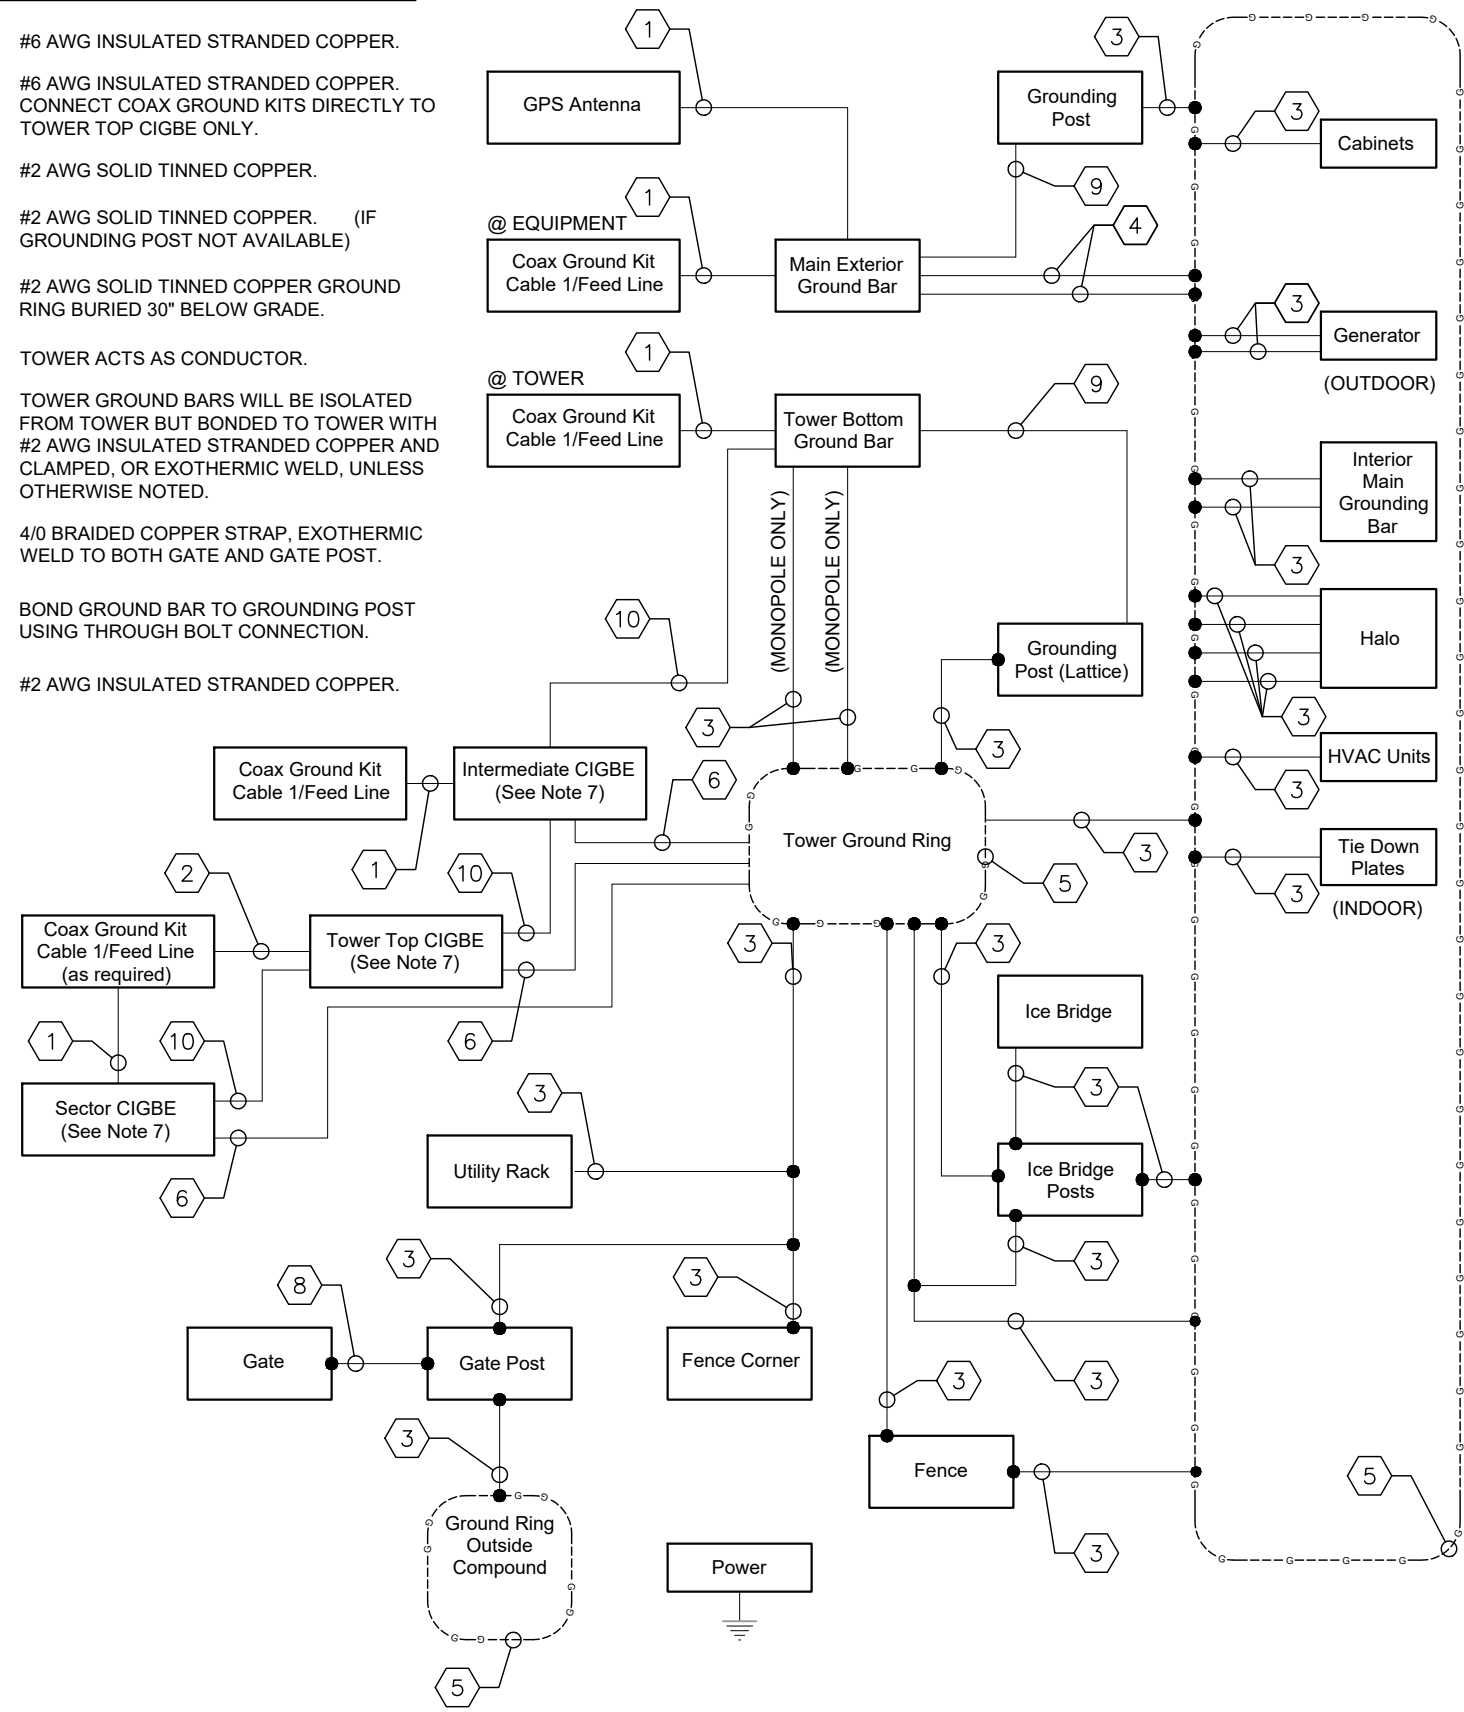 #6 AWG INSULATED STRANDED COPPER.
#6 AWG INSULATED STRANDED COPPER.
CONNECT COAX GROUND KITS DIRECTLY TO
TOWER TOP CIGBE ONLY.
#2 AWG SOLID TINNED COPPER.
#2 AWG SOLID TINNED COPPER. (IF
GROUNDING POST NOT AVAILABLE)
#2 AWG SOLID TINNED COPPER GROUND
RING BURIED 30" BELOW GRADE.
TOWER ACTS AS CONDUCTOR.
TOWER GROUND BARS WILL BE ISOLATED
FROM TOWER BUT BONDED TO TOWER WITH
#2 AWG INSULATED STRANDED COPPER AND
CLAMPED, OR EXOTHERMIC WELD, UNLESS
OTHERWISE NOTED.
4/0 BRAIDED COPPER STRAP, EXOTHERMIC
WELD TO BOTH GATE AND GATE POST.
BOND GROUND BAR TO GROUNDING POST
USING THROUGH BOLT CONNECTION.
#2 AWG INSULATED STRANDED COPPER.
1
GPS Antenna
3
Grounding
Post
3
Cabinets
9
1
@ EQUIPMENT
Coax Ground Kit
Cable 1/Feed Line
Main Exterior
Ground Bar
4
3
Generator
(OUTDOOR)
1
@ TOWER
Coax Ground Kit
Cable 1/Feed Line
Tower Bottom
Ground Bar
9
Interior
Main
Grounding
Bar
3
(MONOPOLE ONLY)
(MONOPOLE ONLY)
10
Grounding
Post (Lattice)
Halo
3
3
3
Coax Ground Kit
Cable 1/Feed Line
Intermediate CIGBE
(See Note 7)
6
HVAC Units
3
1
Tower Ground Ring
3
5
Tie Down
Plates
3
(INDOOR)
2
10
Coax Ground Kit
Cable 1/Feed Line
(as required)
Tower Top CIGBE
(See Note 7)
3
3
6
1
10
Ice Bridge
3
Sector CIGBE
(See Note 7)
6
3
Utility Rack
Ice Bridge
Posts
3
3
8
3
Gate
Gate Post
Fence Corner
3
3
3
Fence
3
5
Ground Ring
Outside
Compound
5
Power
G G G G G G G G G G G G G G G G G G G G G G G G G G G G G G G G G G G G G G G G G G G G